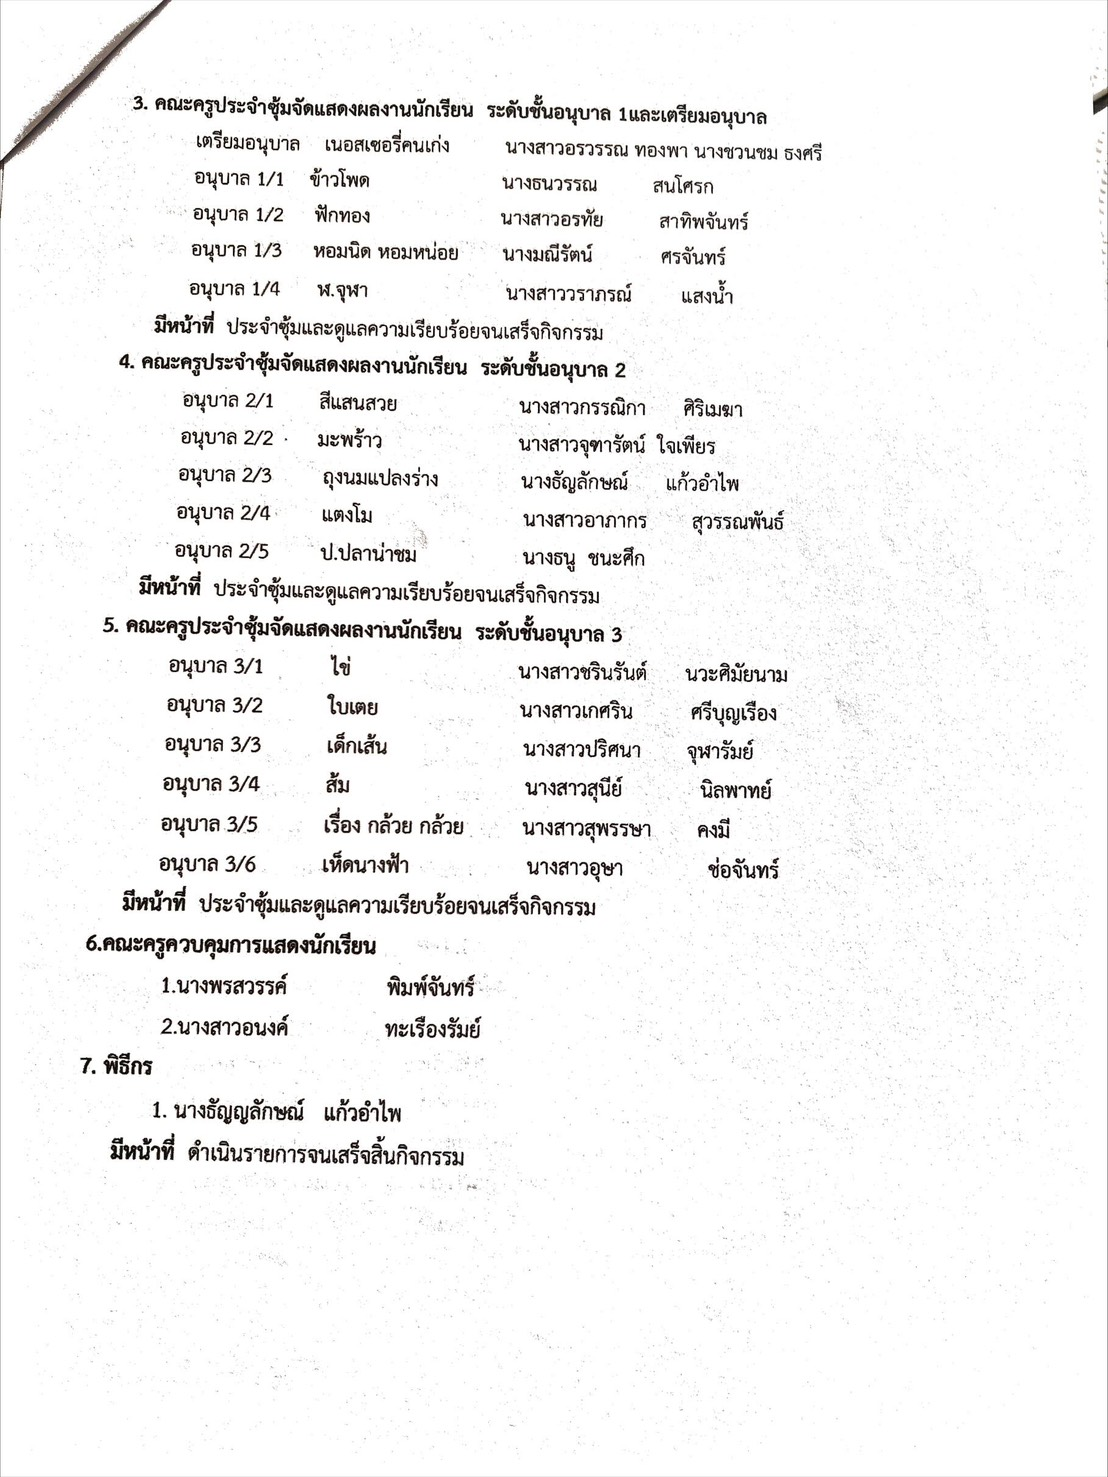 3. คณะครูประจำซุ้มจัดแสดงผลงานนักเรียน ระดับชั้นอนุบาล 1และเตรียมอนุบาล
เตรียมอนุบาล เนอสเซอรี่คนเก่ง นางสาวอรวรรณ ทองพา นางชวนชม ธงศรี
อนุบาล 1/1 ข้าวโพด นางธนวรรณ สนโศรก
อนุบาล 1/2 ฟักทอง นางสาวอรทัย สาทิพจันทร์
อนุบาล 1/3 หอมนิด หอมหน่อย นางมณีรัตน์ ศรจันทร์
อนุบาล 1/4 ฬ.จุฬา นางสาววราภรณ์ แสงน้ำ
มีหน้าที่ ประจำซุ้มและดูแลความเรียบร้อยจนเสร็จกิจกรรม
4. คณะครูประจำซุ้มจัดแสดงผลงานนักเรียน ระดับชั้นอนุบาล 2
อนุบาล 2/1 สีแสนสวย นางสาวกรรณิกา ศิริเมฆา
อนุบาล 2/2 มะพร้าว นางสาวจุฑารัตน์ ใจเพียร
อนุบาล 2/3 ถุงนมแปลงร่าง นางธัญลักษณ์ แก้วอำไพ
อนุบาล 2/4 แตงโม นางสาวอาภากร สุวรรณพันธ์
อนุบาล 2/5 ป.ปลาน่าชม นางธนู ชนะศึก
มีหน้าที่ ประจำซุ้มและดูแลความเรียบร้อยจนเสร็จกิจกรรม
5. คณะครูประจำซุ้มจัดแสดงผลงานนักเรียน ระดับชั้นอนุบาล 3
อนุบาล 3/1 ไข่ นางสาวชรินรันต์ นวะศิมัยนาม
อนุบาล 3/2 ใบเตย นางสาวเกศริน ศรีบุญเรือง
อนุบาล 3/3 เด็กเส้น นางสาวปริศนา จุฬารัมย์
อนุบาล 3/4 ส้ม นางสาวสุนีย์ นิลพาทย์
อนุบาล 3/5 เรื่อง กล้วย กล้วย นางสาวสุพรรษา คงมี
อนุบาล 3/6 เห็ดนางฟ้า นางสาวอุษา ช่อจันทร์
มีหน้าที่ ประจำซุ้มและดูแลความเรียบร้อยจนเสร็จกิจกรรม
6.คณะครูควบคุมการแสดงนักเรียน
1.นางพรสวรรค์ พิมพ์จันทร์
2.นางสาวอนงค์ ทะเรืองรัมย์
7. พิธีกร
1. นางธัญญลักษณ์ แก้วอำไพ
มีหน้าที่ ดำเนินรายการจนเสร็จสิ้นกิจกรรม